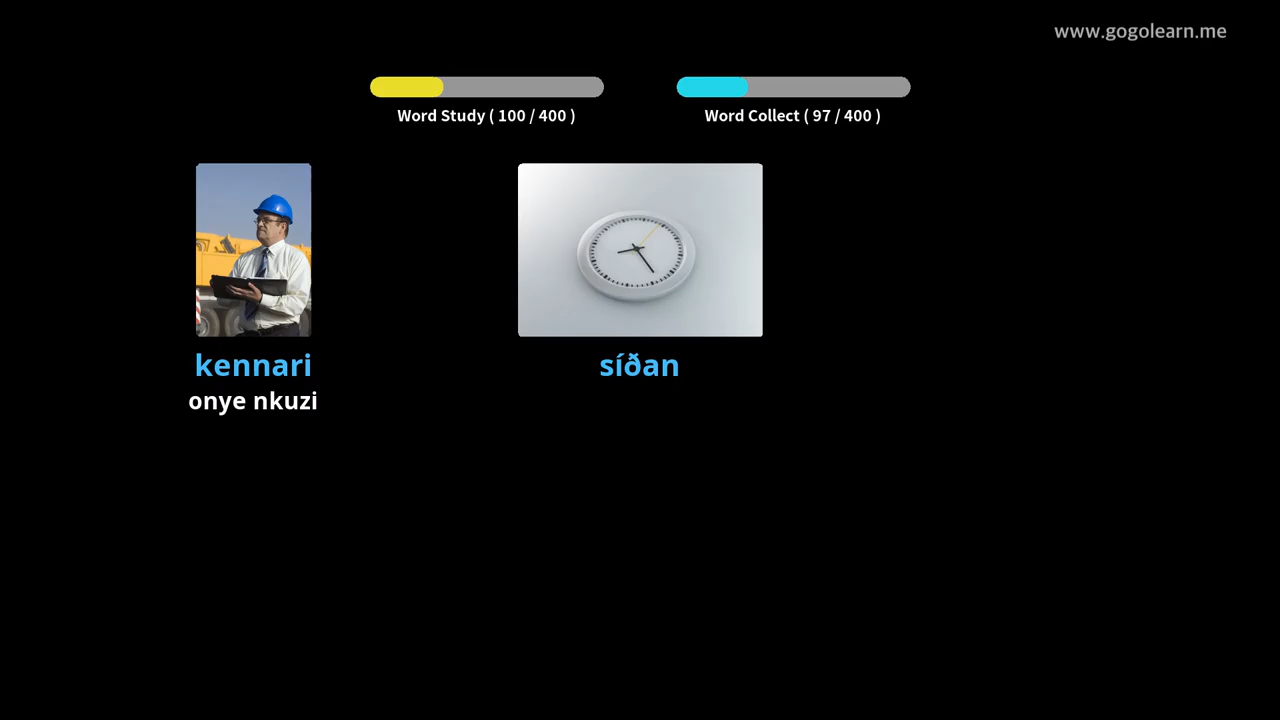 www.gogolearn.me
Word Study ( 100 / 400 )
Word Collect ( 97 / 400 )
kennari
onye nkuzi
síðan